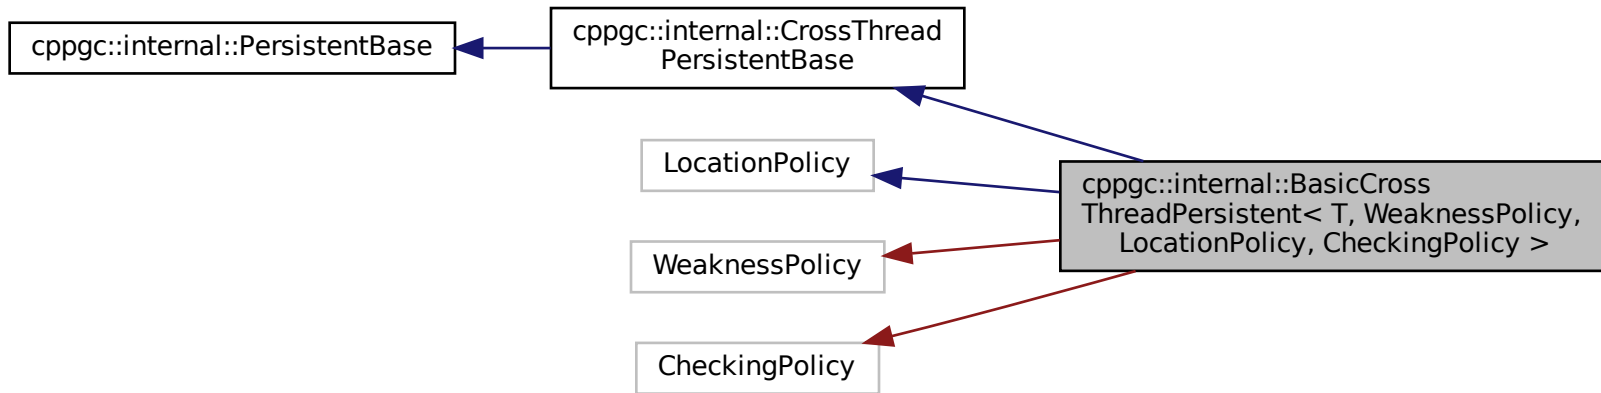 cppgc::internal::PersistentBase
cppgc::internal::CrossThread
PersistentBase
LocationPolicy
WeaknessPolicy
CheckingPolicy
cppgc::internal::BasicCross
ThreadPersistent< T, WeaknessPolicy,
LocationPolicy, CheckingPolicy >